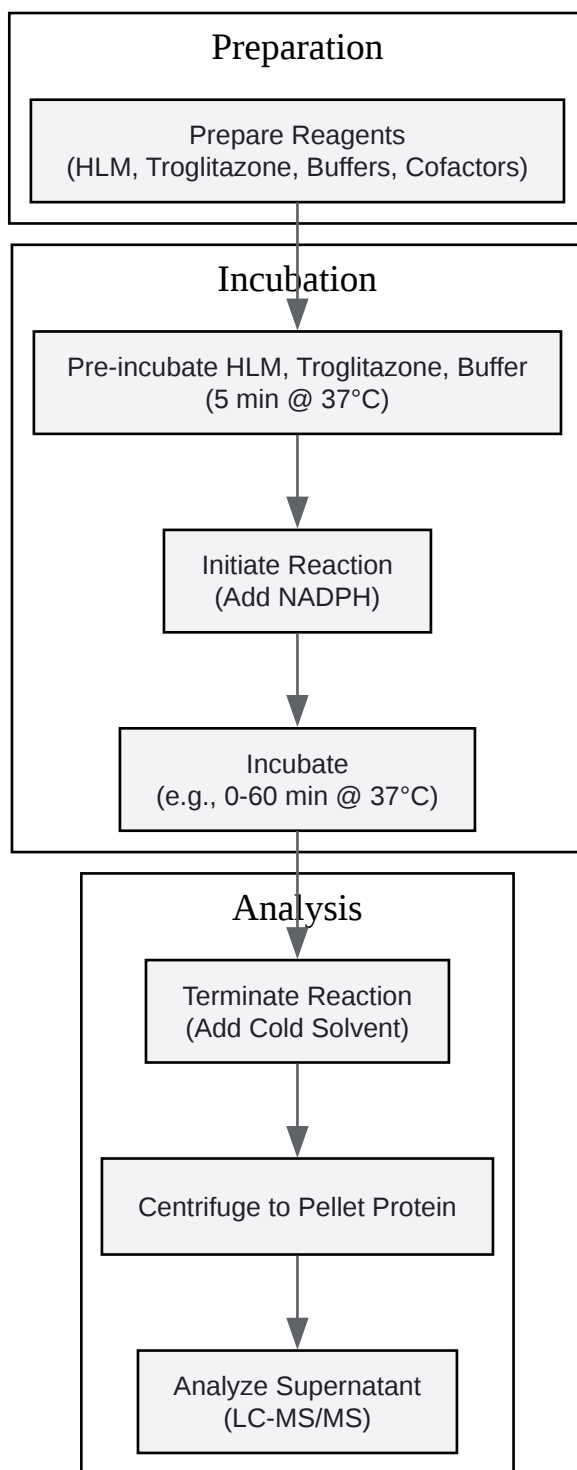 Preparation
Prepare Reagents
(HLM, Troglitazone, Buffers, Cofactors)
Incubation
Pre-incubate HLM, Troglitazone, Buffer
(5 min @ 37°C)
Initiate Reaction
(Add NADPH)
Incubate
(e.g., 0-60 min @ 37°C)
Analysis
Terminate Reaction
(Add Cold Solvent)
Centrifuge to Pellet Protein
Analyze Supernatant
(LC-MS/MS)